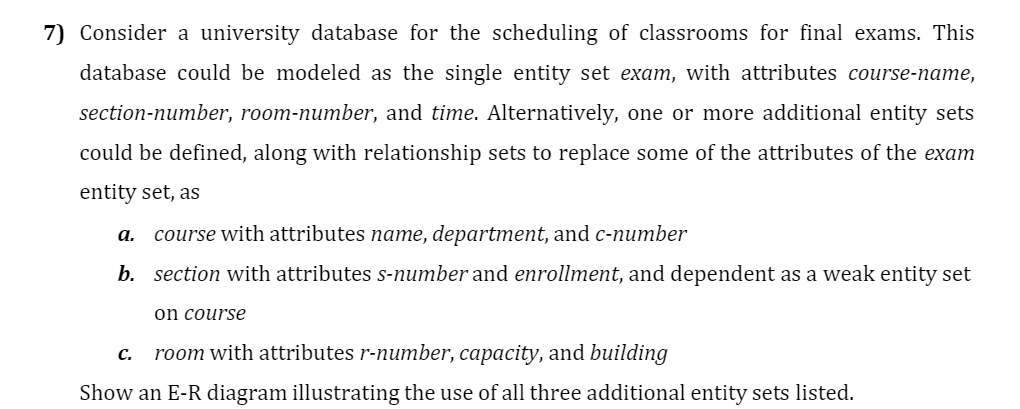 7) Consider a university database for the scheduling of classrooms for final exams. This
database could be modeled as the single entity set exam, with attributes course-name,
section-number, room-number, and time. Alternatively, one or more additional entity sets
could be defined, along with relationship sets to replace some of the attributes of the exam
entity set, as
a. course with attributes name, department, and c-number
b. section with attributes s-number and enrollment, and dependent as a weak entity set
on course
c. room with attributes r-number, capacity, and building
Show an E-R diagram illustrating the use of all three additional entity sets listed.